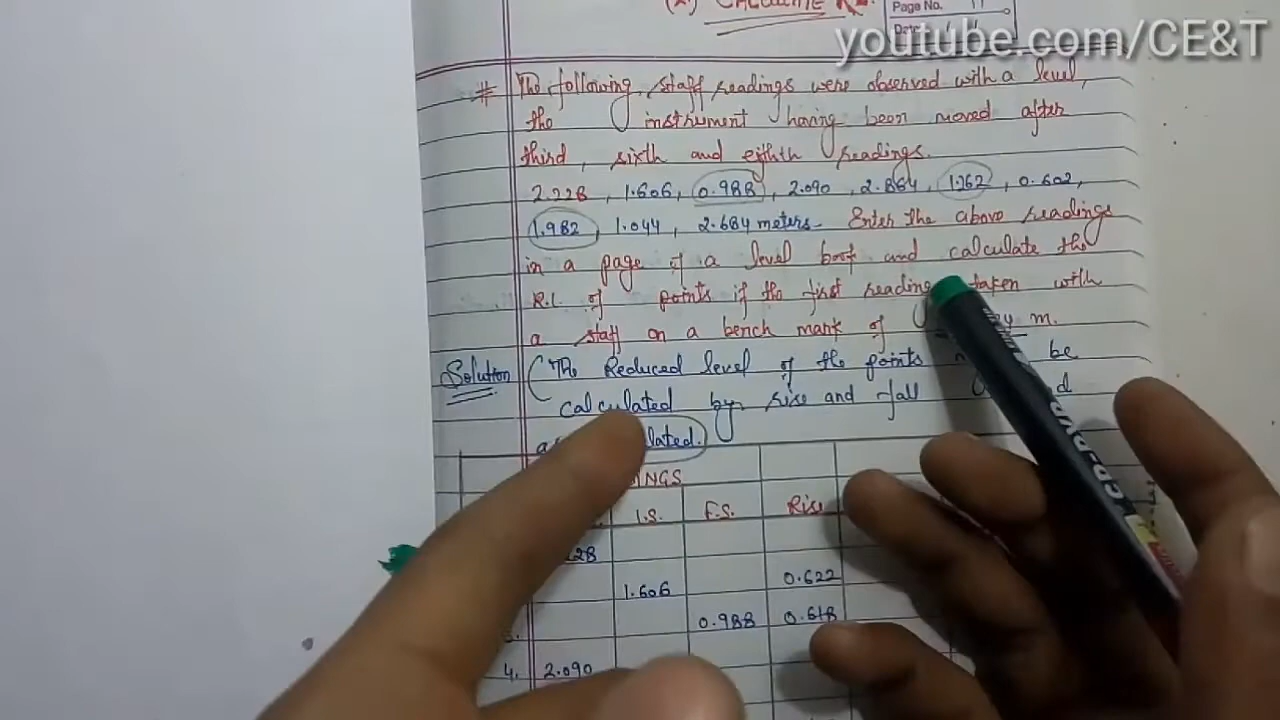 (2) CALCULATE R.L.
Page No.
Date
youtube.com/CE&T
# The following staff readings were observed with a level,
the instrument having been moved after
third, sixth and eighth readings.
2.228, 1.606, 0.988, 2.090, 2.864, 1.262, 0.602,
1.982, 1.044, 2.684 meters. Enter the above readings
in a page of a level book and calculate the
R.L. of points if the first reading taken with
a staff on a bench mark of m.
Solution (The Reduced level of the points be
calculated by rise and fall
I.S. F.S. Rise
1.606 0.622
0.988 0.618
4. 2.090